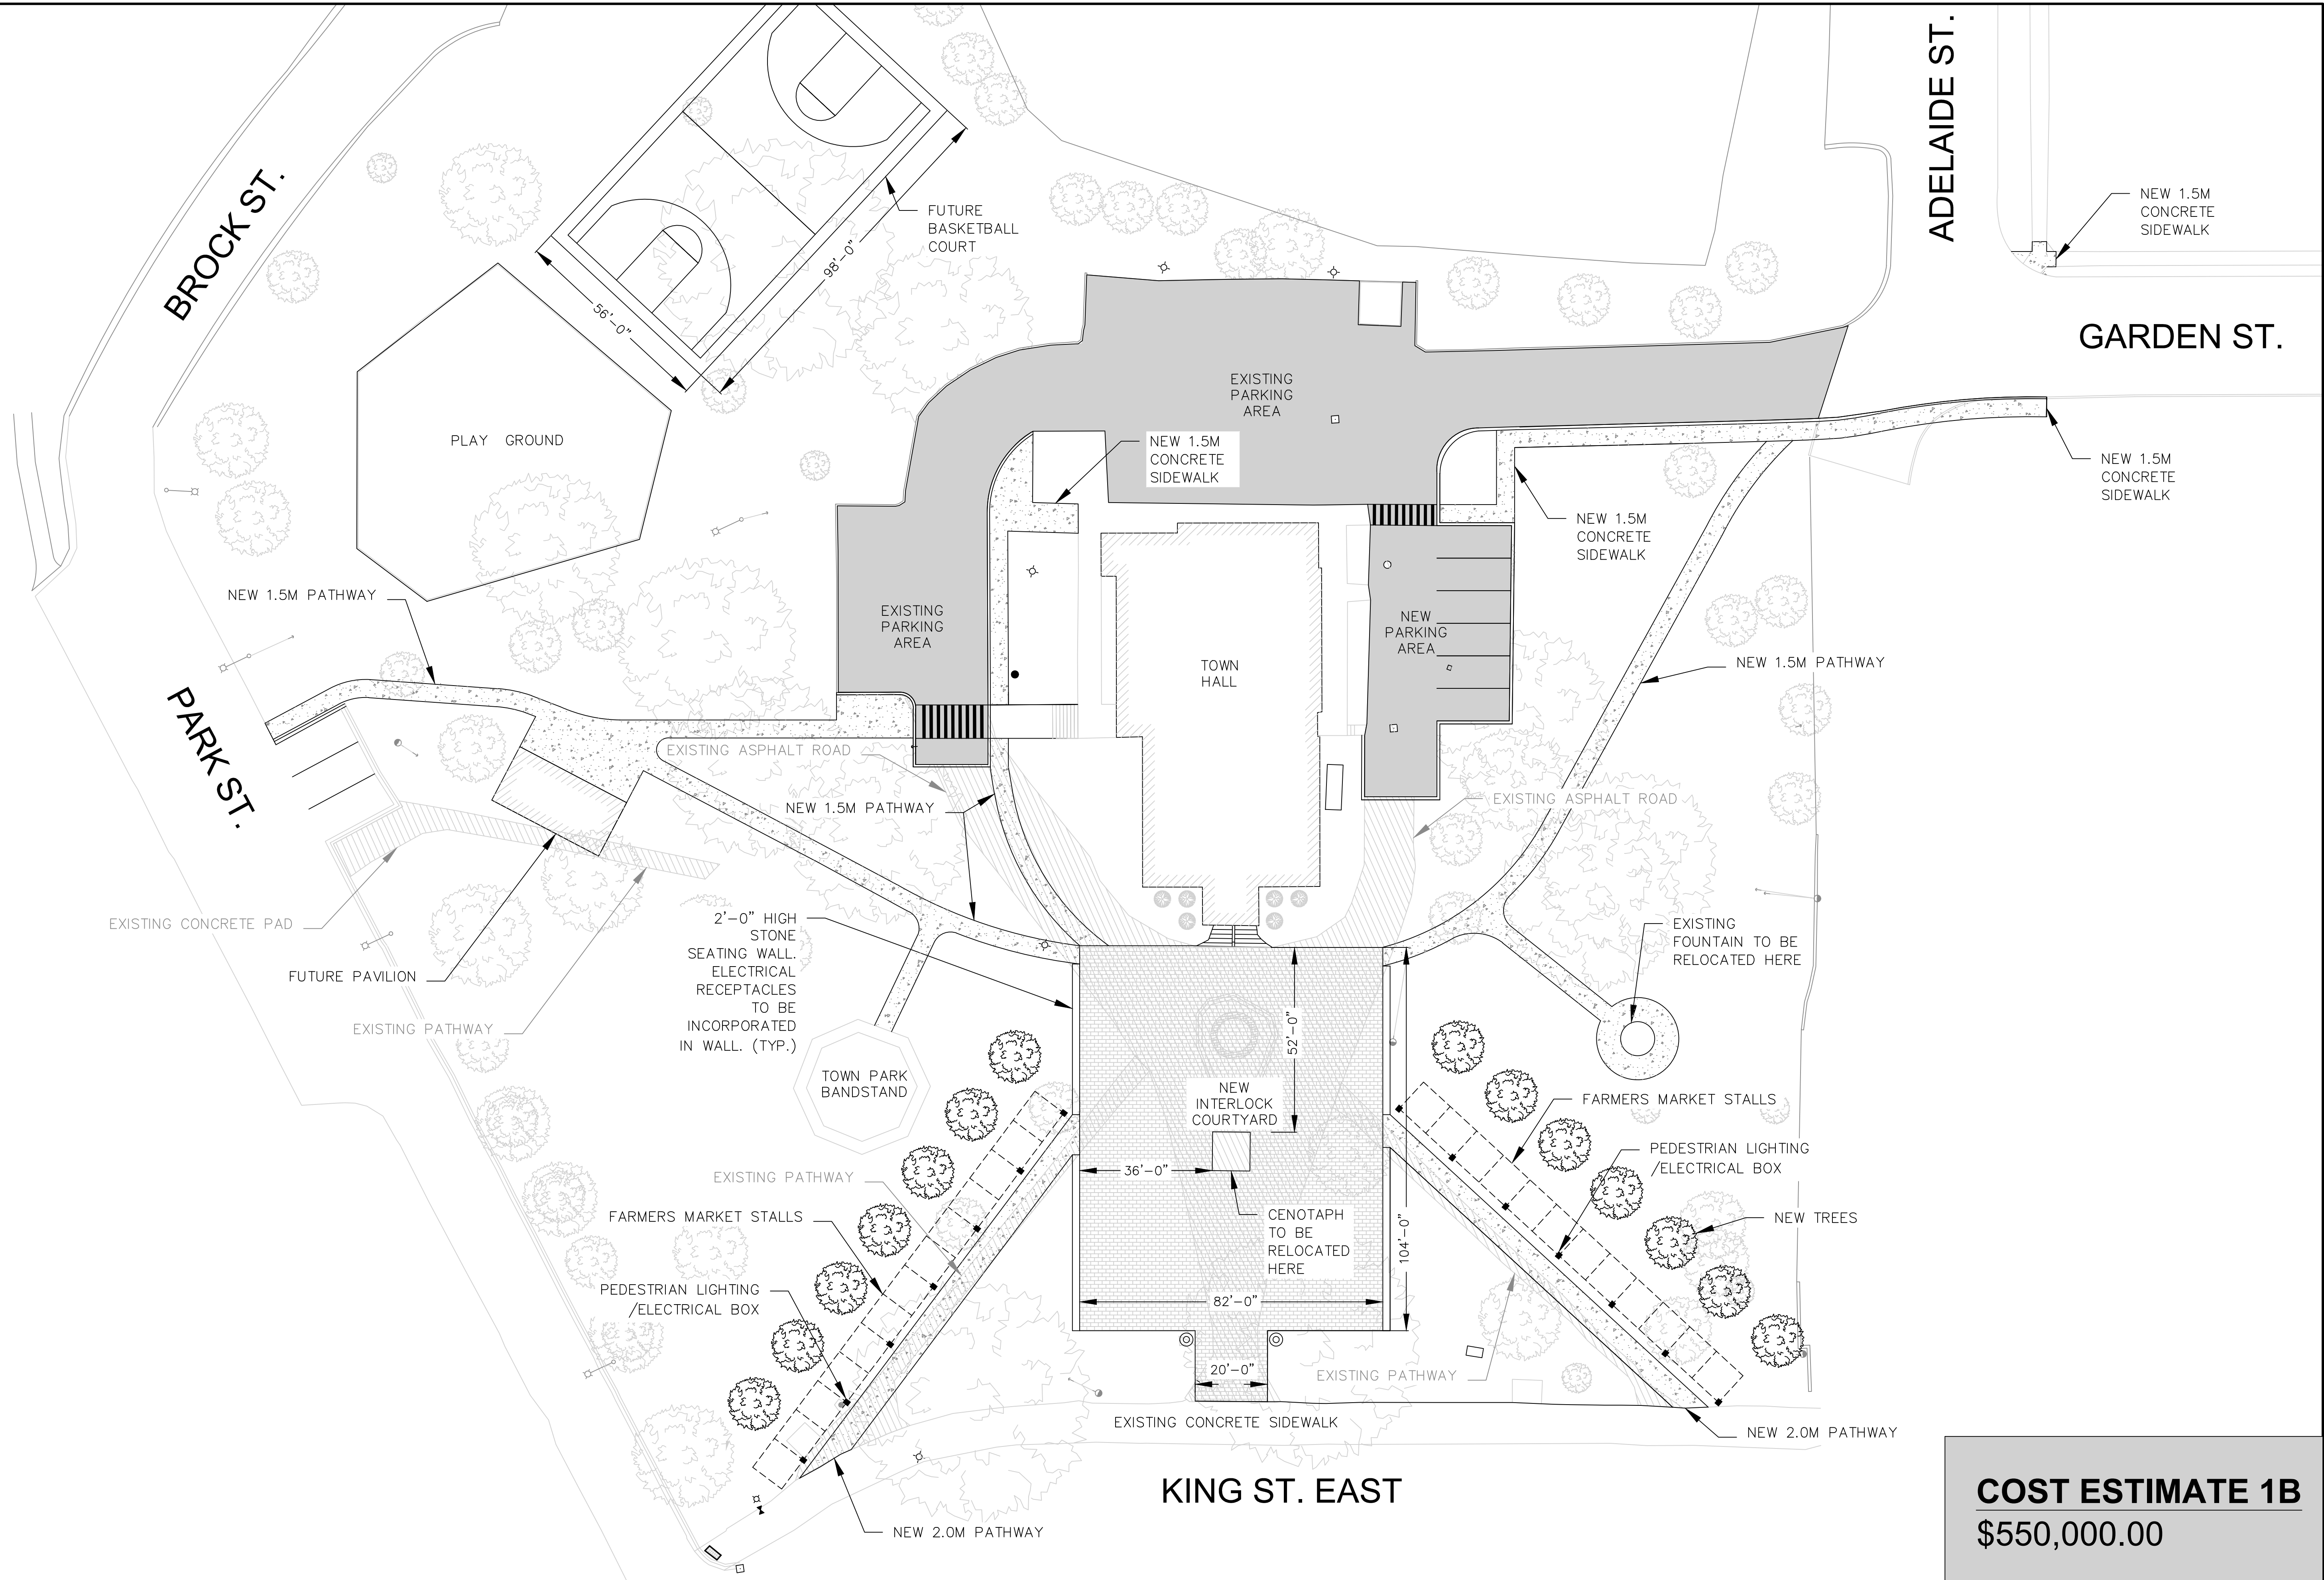 BROCK ST.
ADELAIDE ST.
NEW 1.5M
CONCRETE
SIDEWALK
FUTURE
BASKETBALL
COURT
98'-0"
56'-0"
GARDEN ST.
EXISTING
PARKING
AREA
PLAY GROUND
NEW 1.5M
CONCRETE
SIDEWALK
NEW 1.5M
CONCRETE
SIDEWALK
NEW 1.5M
CONCRETE
SIDEWALK
NEW 1.5M PATHWAY
EXISTING
PARKING
AREA
NEW
PARKING
AREA
TOWN
HALL
NEW 1.5M PATHWAY
PARK ST.
EXISTING ASPHALT ROAD
NEW 1.5M PATHWAY
EXISTING ASPHALT ROAD
EXISTING CONCRETE PAD
FUTURE PAVILION
EXISTING PATHWAY
2'-0" HIGH
STONE
SEATING WALL.
ELECTRICAL
RECEPTACLES
TO BE
INCORPORATED
IN WALL. (TYP.)
EXISTING
FOUNTAIN TO BE
RELOCATED HERE
52'-0"
TOWN PARK
BANDSTAND
NEW
INTERLOCK
COURTYARD
FARMERS MARKET STALLS
PEDESTRIAN LIGHTING
/ELECTRICAL BOX
36'-0"
EXISTING PATHWAY
FARMERS MARKET STALLS
CENOTAPH
TO BE
RELOCATED
HERE
104'-0"
NEW TREES
PEDESTRIAN LIGHTING
/ELECTRICAL BOX
82'-0"
20'-0"
EXISTING PATHWAY
EXISTING CONCRETE SIDEWALK
NEW 2.0M PATHWAY
KING ST. EAST
NEW 2.0M PATHWAY
COST ESTIMATE 1B
$550,000.00